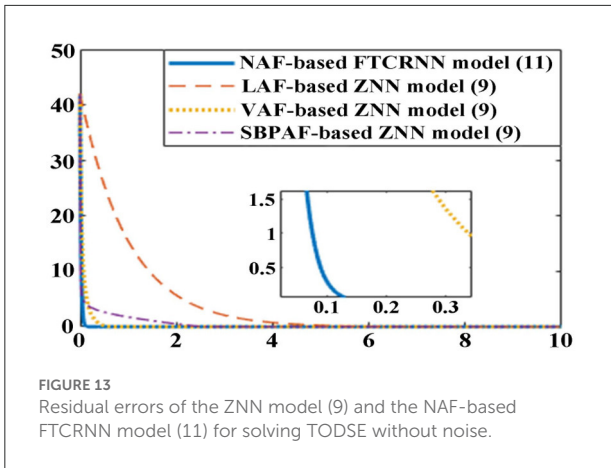 50
40
30
20
10
0
NAF-based FTCRNN model (11)
LAF-based ZNN model (9)
VAF-based ZNN model (9)
SBPAF-based ZNN model (9)
1.5
1
0.5
0.1 0.2 0.3
0 2 4 6 8 10
FIGURE 13
Residual errors of the ZNN model (9) and the NAF-based
FTCRNN model (11) for solving TODSE without noise.